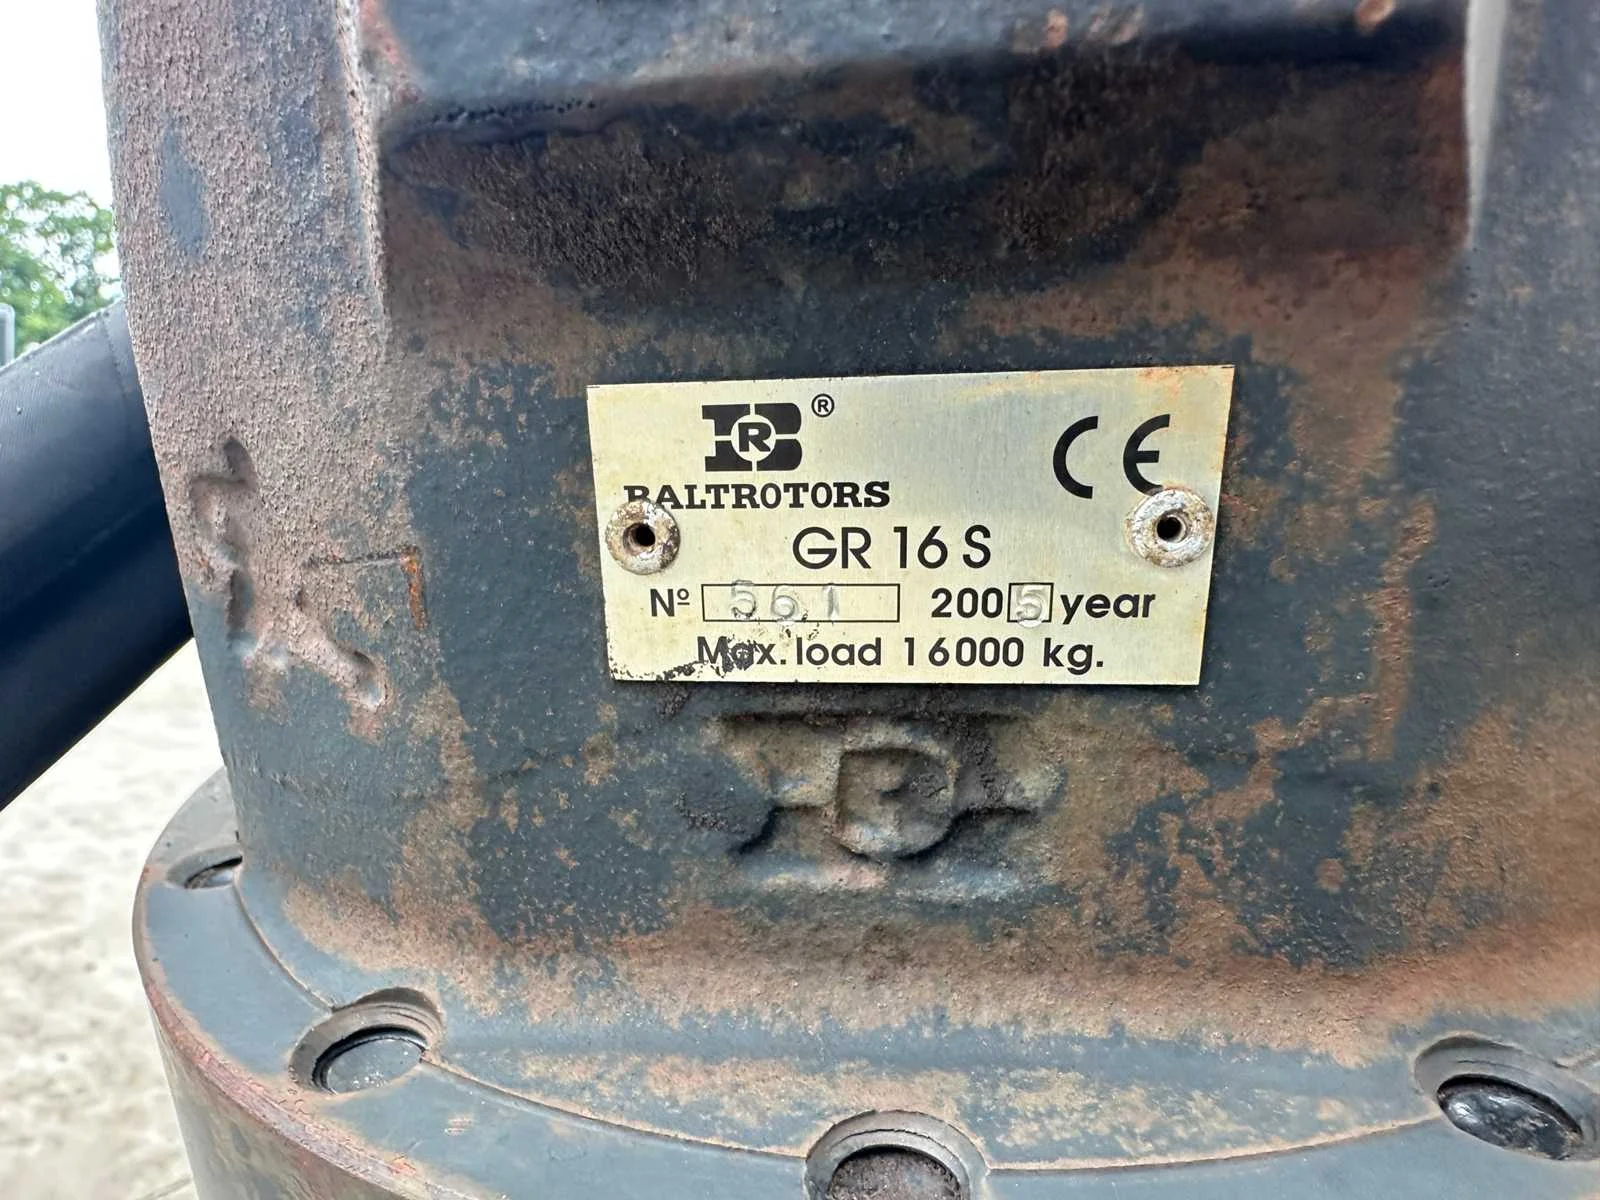 B R ®
CE
BALTROTORS
GR 16 S
Nº 561 2005 year
Max. load 16000 kg.
R